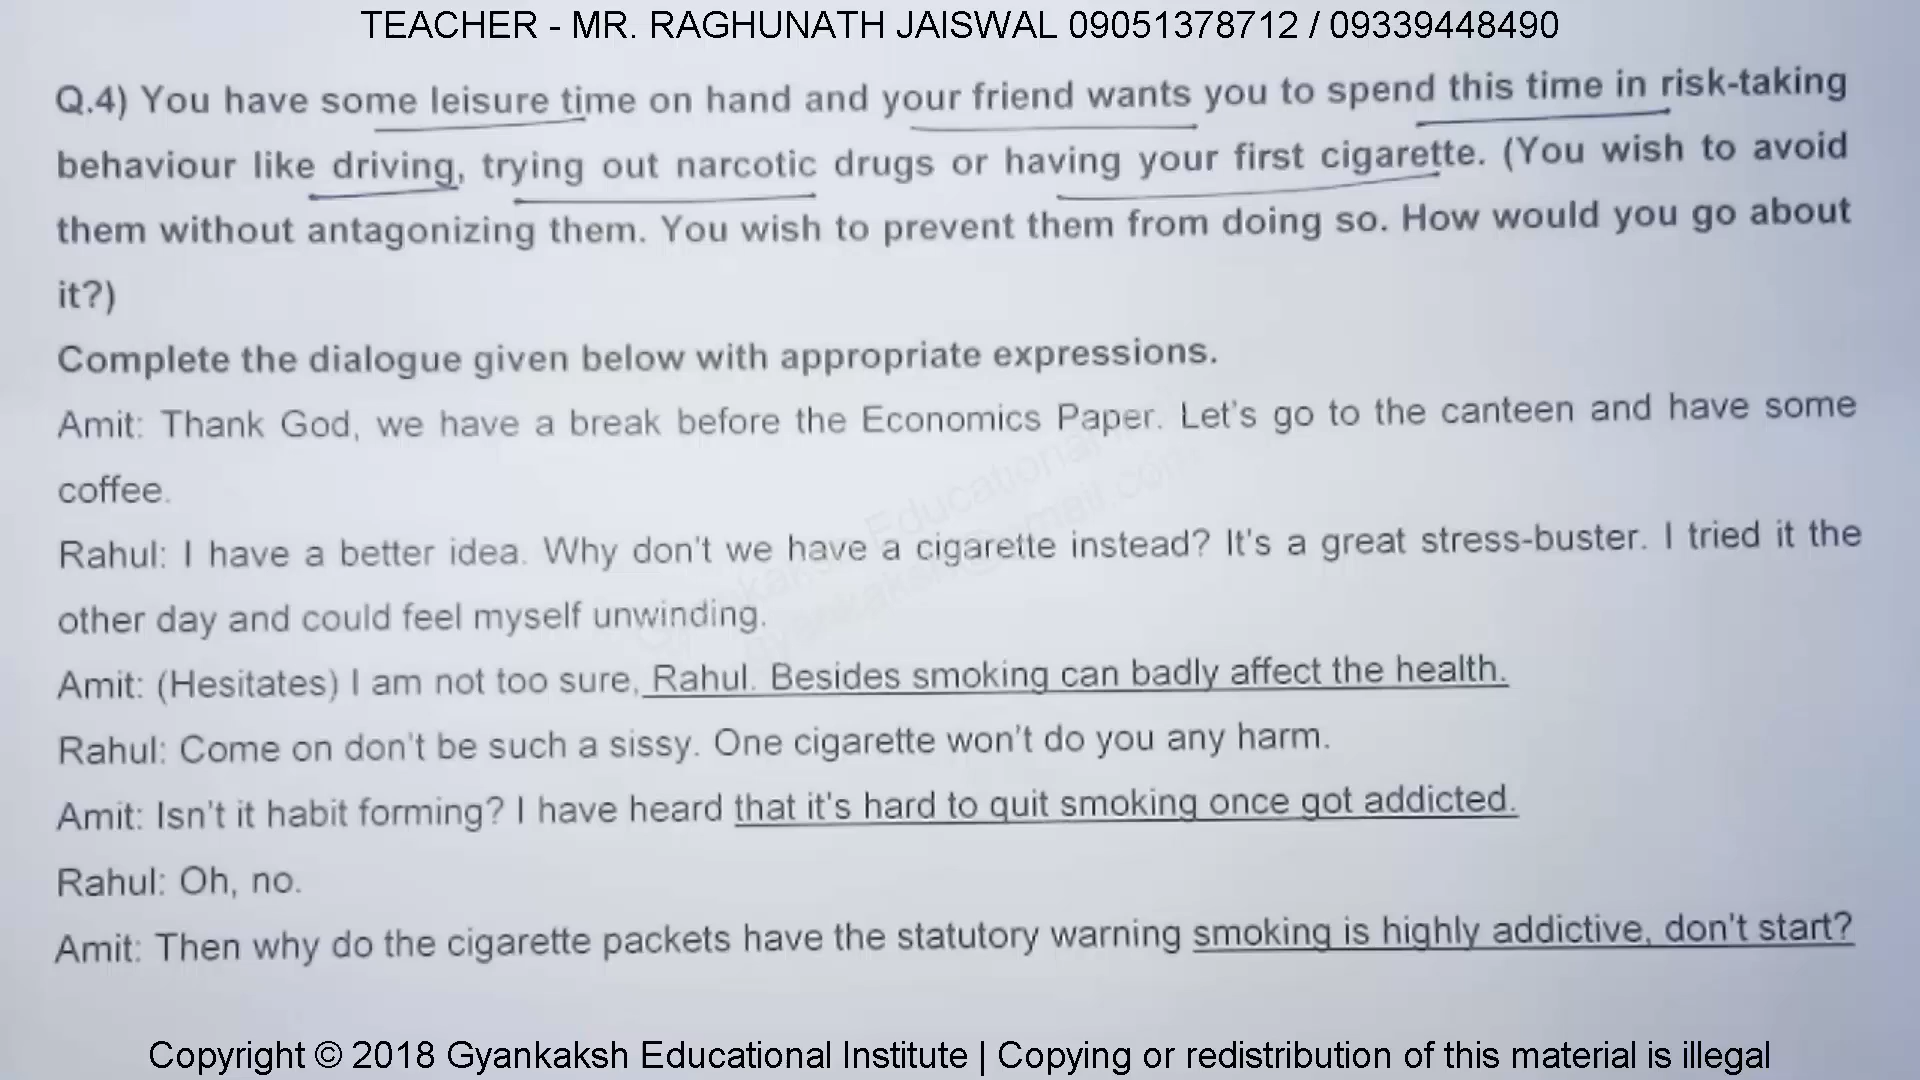 TEACHER - MR. RAGHUNATH JAISWAL 09051378712 / 09339448490
Q.4) You have some leisure time on hand and your friend wants you to spend this time in risk-taking
behaviour like driving, trying out narcotic drugs or having your first cigarette. (You wish to avoid
them without antagonizing them. You wish to prevent them from doing so. How would you go about
it?)
Complete the dialogue given below with appropriate expressions.
Amit: Thank God, we have a break before the Economics Paper. Let's go to the canteen and have some
coffee.
Rahul: I have a better idea. Why don't we have a cigarette instead? It's a great stress-buster. I tried it the
other day and could feel myself unwinding.
Amit: (Hesitates) I am not too sure, Rahul. Besides smoking can badly affect the health.
Rahul: Come on don't be such a sissy. One cigarette won't do you any harm.
Amit: Isn't it habit forming? I have heard that it's hard to quit smoking once got addicted.
Rahul: Oh, no.
Amit: Then why do the cigarette packets have the statutory warning smoking is highly addictive, don't start?
Copyright © 2018 Gyankaksh Educational Institute | Copying or redistribution of this material is illegal